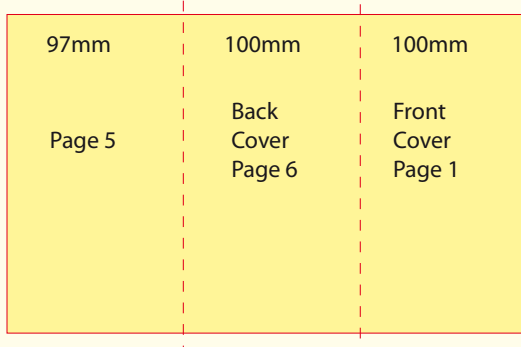 97mm
100mm
100mm
Page 5
Back
Cover
Page 6
Front
Cover
Page 1